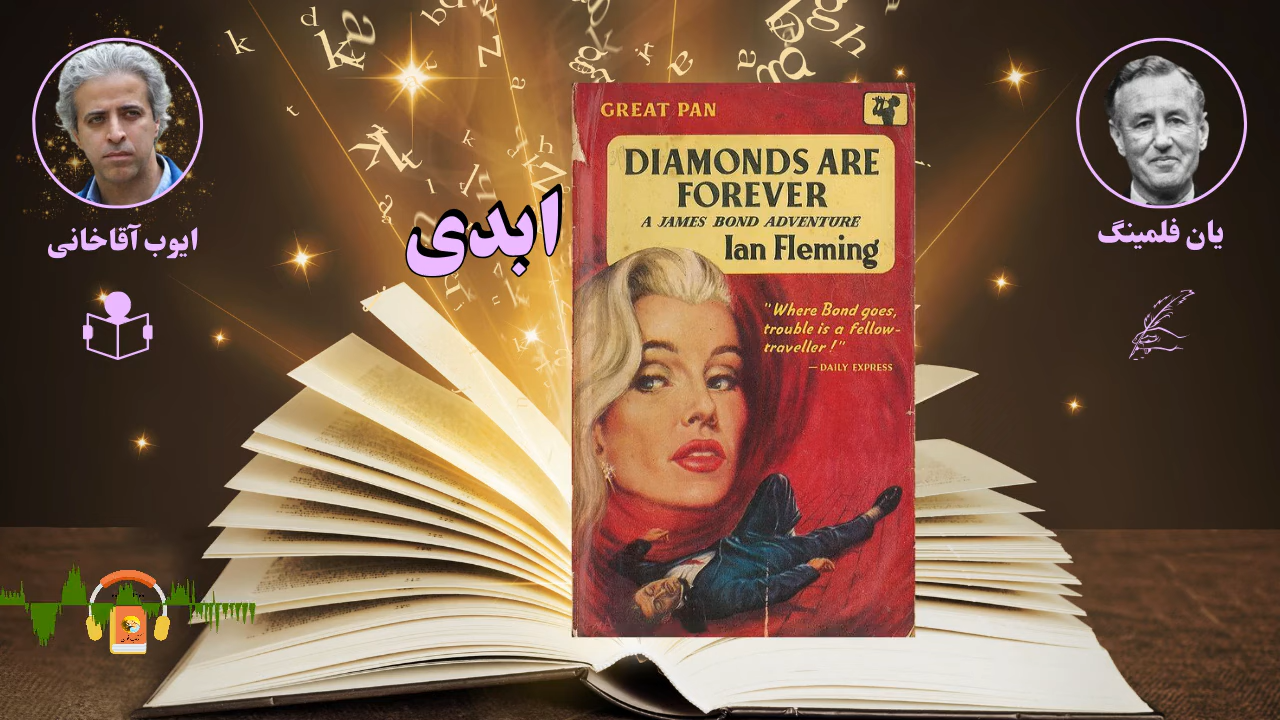 GREAT PAN
DIAMONDS ARE
FOREVER
A JAMES BOND ADVENTURE
Ian Fleming
"Where Bond goes,
trouble is a fellow-
traveller!"
—DAILY EXPRESS
ابدی
یان فلمینگ
ایوب آقاخانی